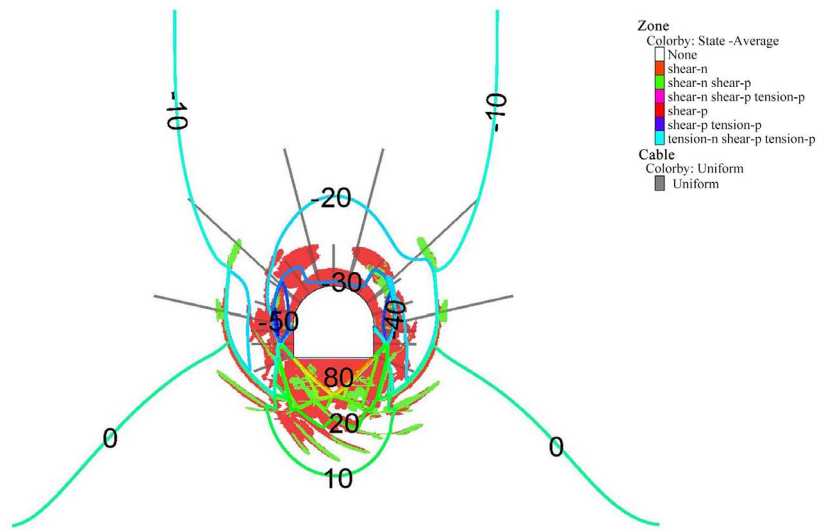 Zone
Colorby: State -Average
None
shear-n
shear-n shear-p
shear-n shear-p tension-p
shear-p
shear-p tension-p
tension-n shear-p tension-p
Cable
Colorby: Uniform
Uniform
-10
-10
-20
-30
-50
-40
80
20
10
0
0